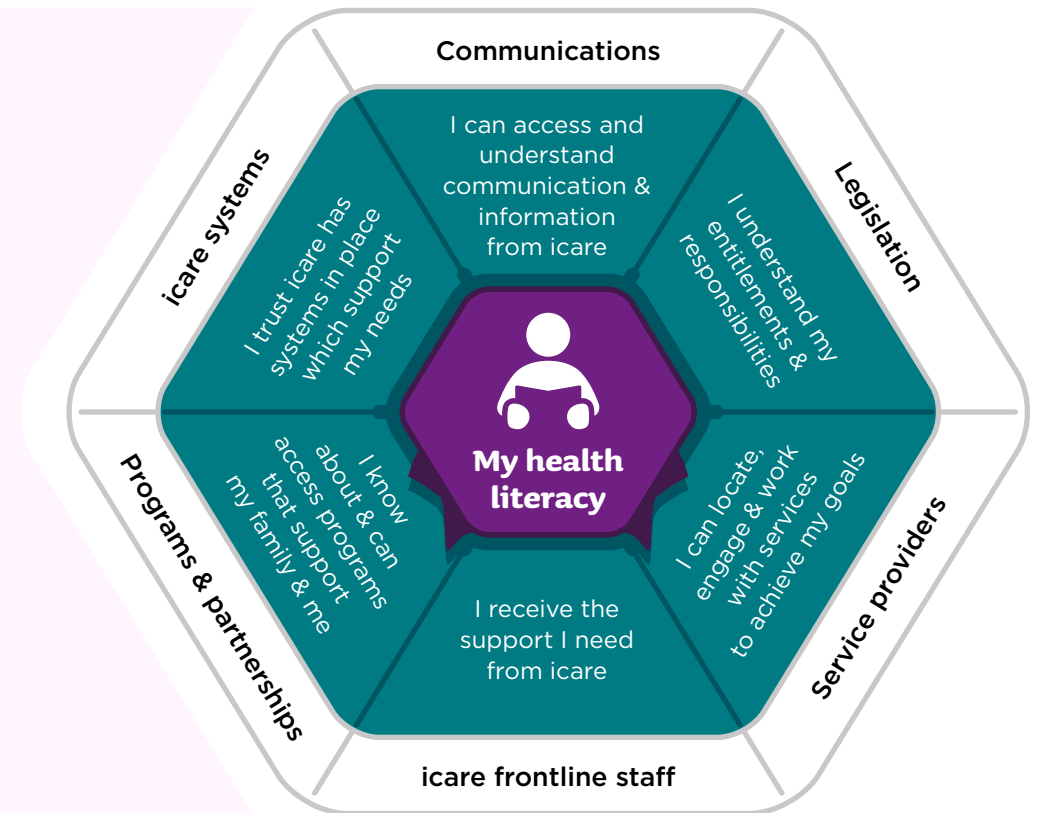 Communications
I can access and
understand
communication &
information
from icare
Legislation
I understand my
entitlements &
responsibilities
Service providers
I can locate,
engage & work
with services
to achieve my goals
icare frontline staff
I receive the
support I need
from icare
Programs & partnerships
I know
about & can
access programs
that support
my family & me
icare systems
I trust icare has
systems in place
which support
my needs
My health
literacy